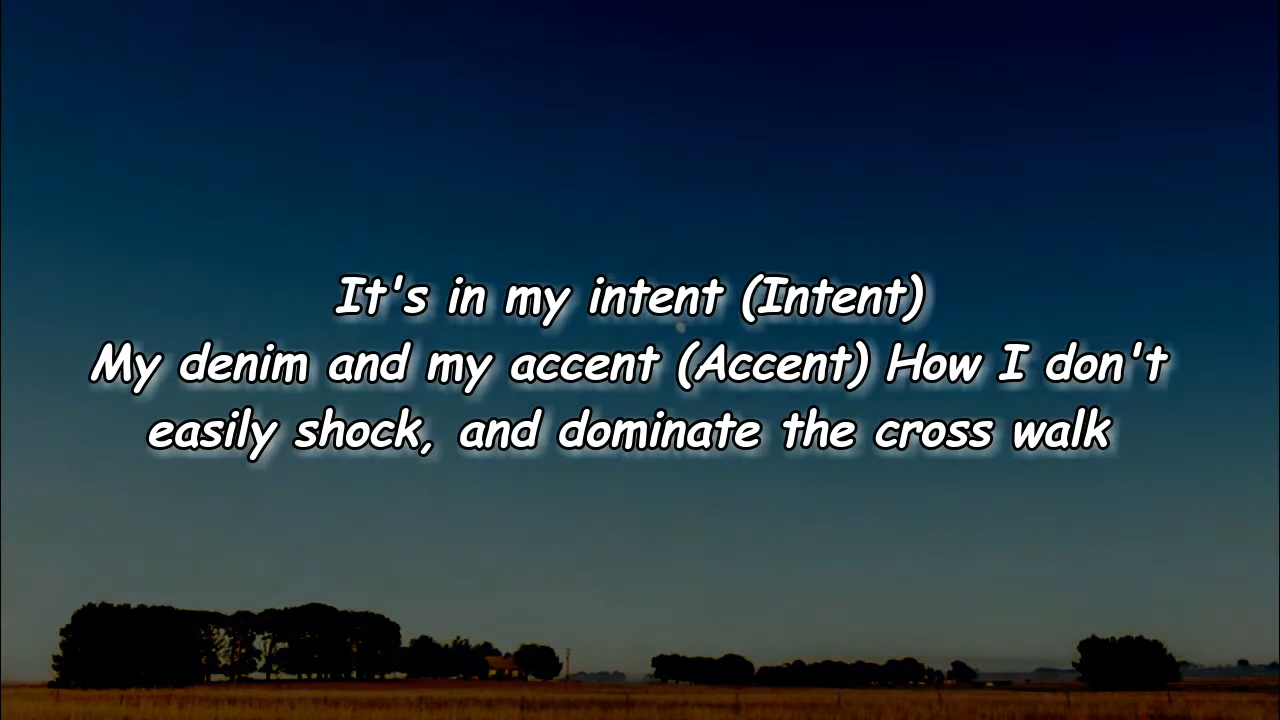 It's in my intent (Intent)
My denim and my accent (Accent) How I don't
easily shock, and dominate the cross walk